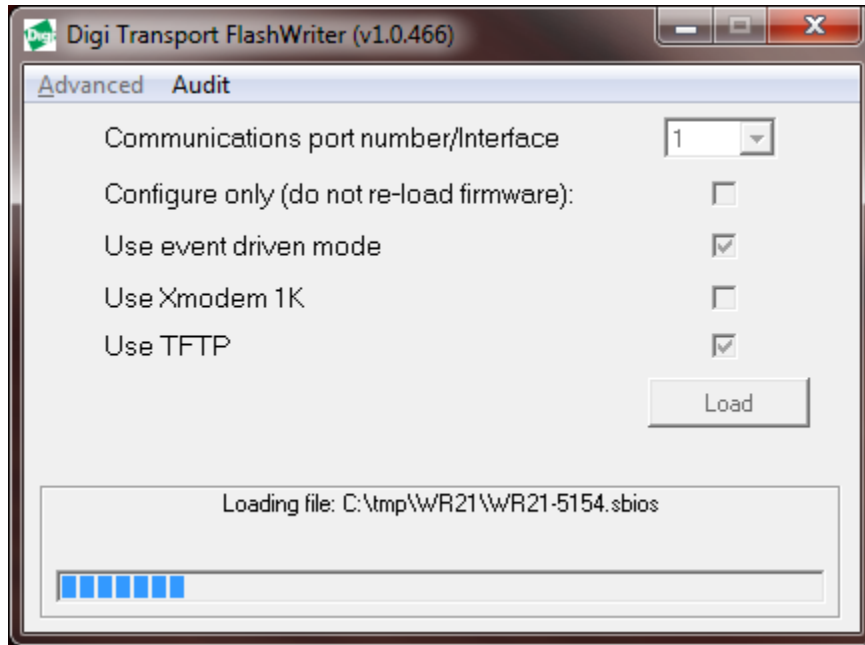 Digi Transport FlashWriter (v1.0.466)
Advanced Audit
Communications port number/Interface 1
Configure only (do not re-load firmware):
Use event driven mode
Use Xmodem 1K
Use TFTP
Load
Loading file: C:\tmp\WR21\WR21-5154.sbios